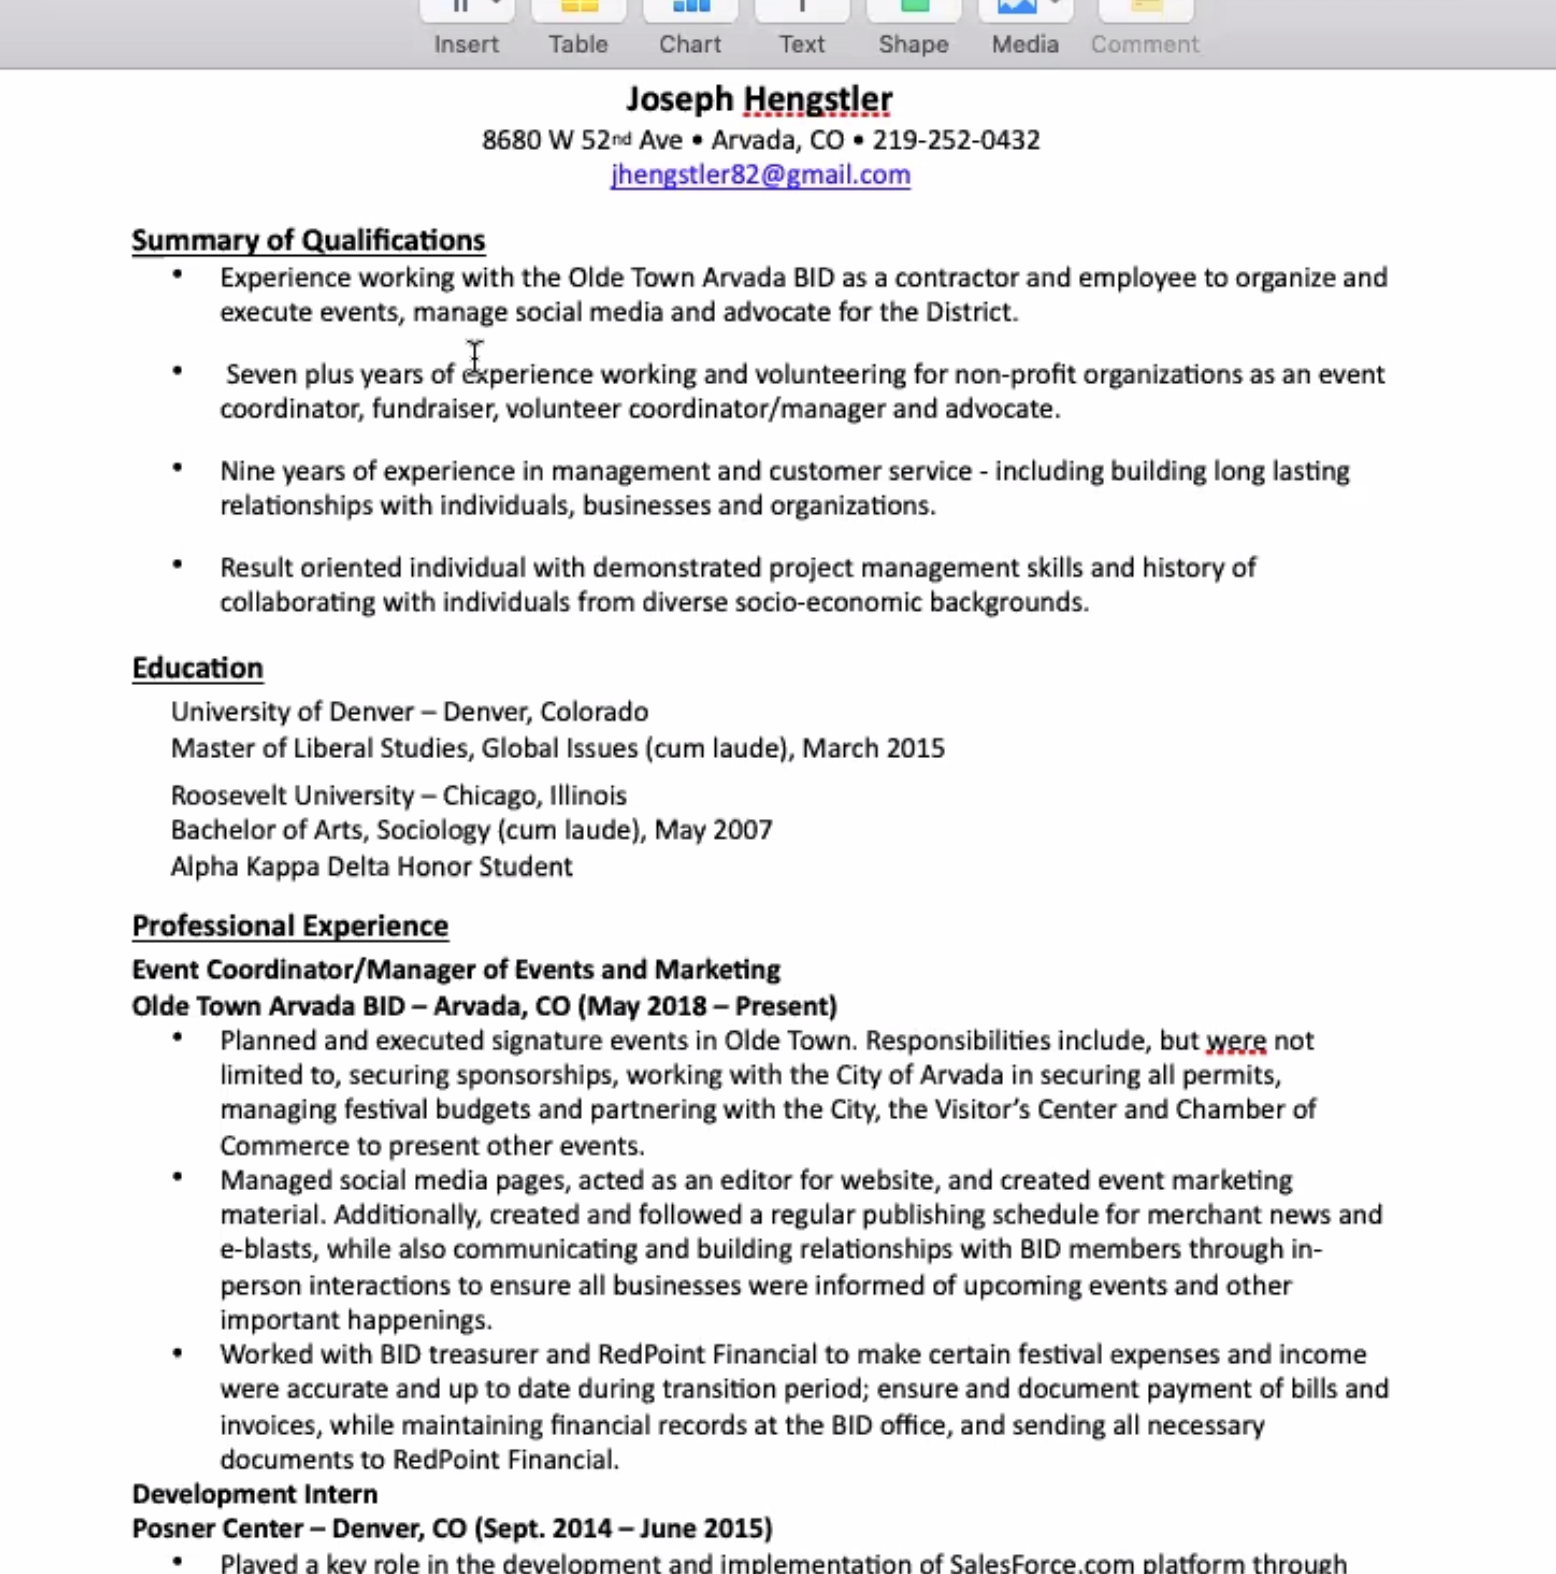 Insert Table Chart Text Shape Media Comment
Joseph Hengstler
8680 W 52nd Ave • Arvada, CO • 219-252-0432
jhengstler82@gmail.com
Summary of Qualifications
• Experience working with the Olde Town Arvada BID as a contractor and employee to organize and
execute events, manage social media and advocate for the District.
• Seven plus years of experience working and volunteering for non-profit organizations as an event
coordinator, fundraiser, volunteer coordinator/manager and advocate.
• Nine years of experience in management and customer service - including building long lasting
relationships with individuals, businesses and organizations.
• Result oriented individual with demonstrated project management skills and history of
collaborating with individuals from diverse socio-economic backgrounds.
Education
University of Denver – Denver, Colorado
Master of Liberal Studies, Global Issues (cum laude), March 2015
Roosevelt University – Chicago, Illinois
Bachelor of Arts, Sociology (cum laude), May 2007
Alpha Kappa Delta Honor Student
Professional Experience
Event Coordinator/Manager of Events and Marketing
Olde Town Arvada BID – Arvada, CO (May 2018 – Present)
• Planned and executed signature events in Olde Town. Responsibilities include, but were not
limited to, securing sponsorships, working with the City of Arvada in securing all permits,
managing festival budgets and partnering with the City, the Visitor’s Center and Chamber of
Commerce to present other events.
• Managed social media pages, acted as an editor for website, and created event marketing
material. Additionally, created and followed a regular publishing schedule for merchant news and
e-blasts, while also communicating and building relationships with BID members through in-
person interactions to ensure all businesses were informed of upcoming events and other
important happenings.
• Worked with BID treasurer and RedPoint Financial to make certain festival expenses and income
were accurate and up to date during transition period; ensure and document payment of bills and
invoices, while maintaining financial records at the BID office, and sending all necessary
documents to RedPoint Financial.
Development Intern
Posner Center – Denver, CO (Sept. 2014 – June 2015)
• Played a key role in the development and implementation of SalesForce.com platform through